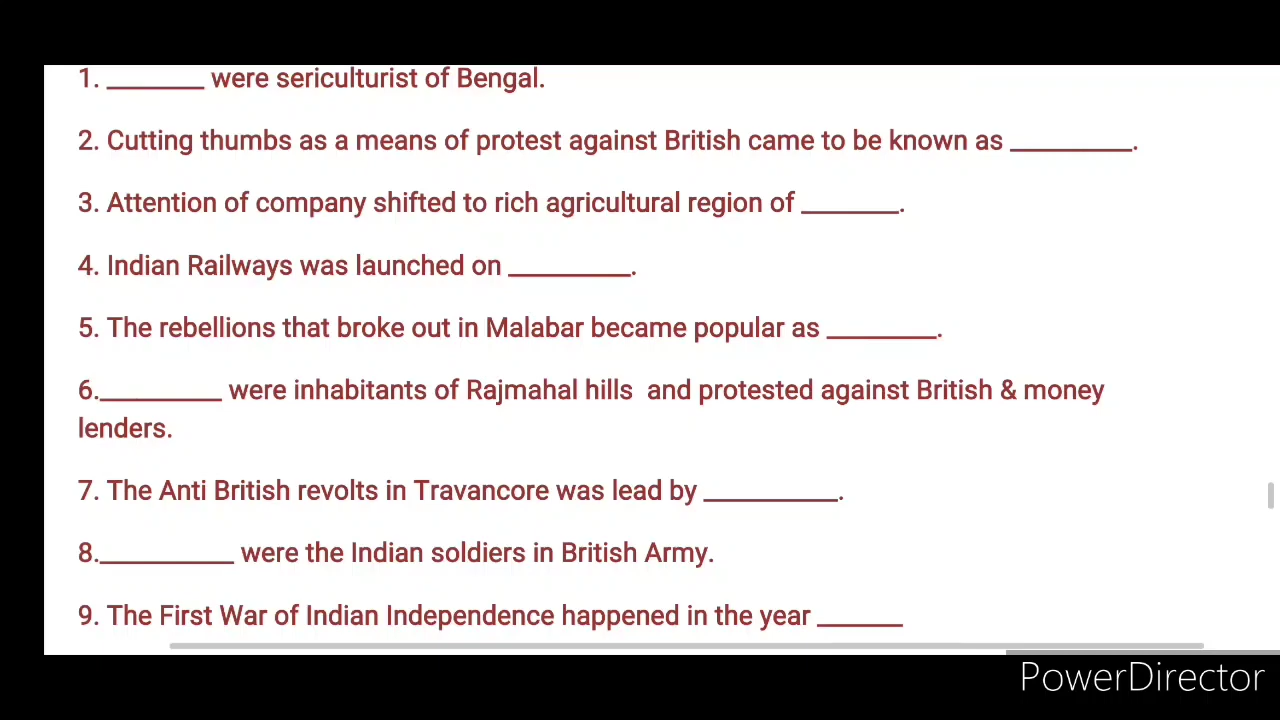 1. ________ were sericulturist of Bengal.
2. Cutting thumbs as a means of protest against British came to be known as __________.
3. Attention of company shifted to rich agricultural region of ________.
4. Indian Railways was launched on __________.
5. The rebellions that broke out in Malabar became popular as _________.
6.__________ were inhabitants of Rajmahal hills  and protested against British & money
lenders.
7. The Anti British revolts in Travancore was lead by ___________.
8.___________ were the Indian soldiers in British Army.
9. The First War of Indian Independence happened in the year _______
PowerDirector